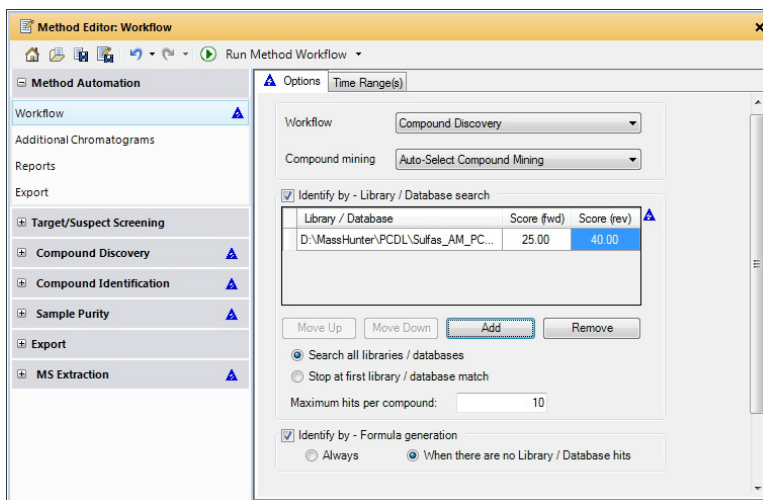 Method Editor: Workflow
Run Method Workflow
Method Automation
Workflow
Additional Chromatograms
Reports
Export
Target/Suspect Screening
Compound Discovery
Compound Identification
Sample Purity
Export
MS Extraction
Options Time Range(s)
Workflow Compound Discovery
Compound mining Auto-Select Compound Mining
Identify by - Library / Database search
Library / Database Score (fwd) Score (rev)
D:\MassHunter\PCDL\Sulfas_AM_PC... 25.00 40.00
Move Up Move Down Add Remove
Search all libraries / databases
Stop at first library / database match
Maximum hits per compound: 10
Identify by - Formula generation
Always When there are no Library / Database hits